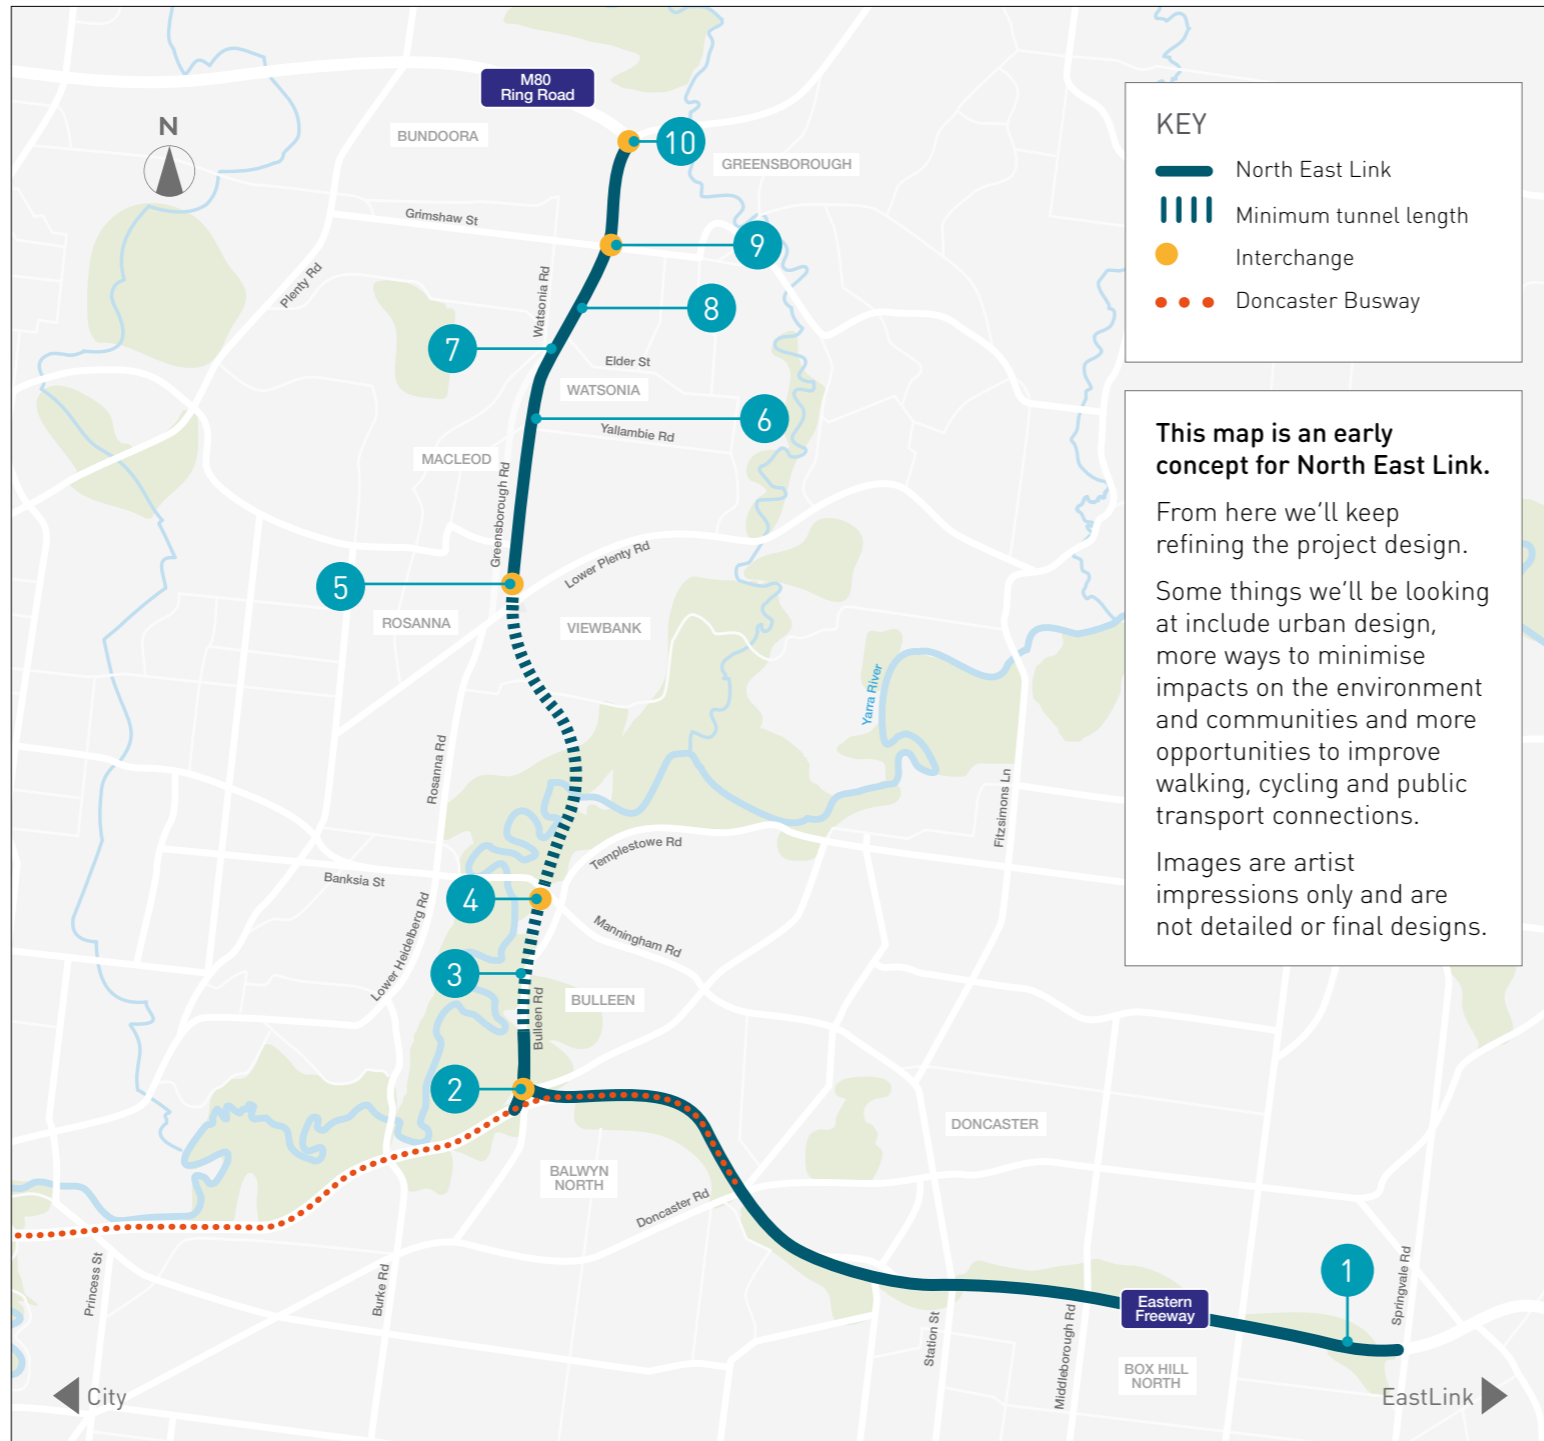 M80
Ring Road
N
BUNDOORA
10
GREENSBOROUGH
Grimshaw St
9
Plenty Rd
Watsonia Rd
8
7
Elder St
WATSONIA
6
Yallambie Rd
MACLEOD
Greensborough Rd
Lower Plenty Rd
5
ROSANNA
VIEWBANK
Yarra River
Rosanna Rd
Fitzsimons Ln
Templestowe Rd
Banksia St
4
Lower Heidelberg Rd
Manningham Rd
3
BULLEEN
Bulleen Rd
2
DONCASTER
BALWYN
NORTH
Doncaster Rd
Princess St
Burke Rd
Station St
Middleborough Rd
Eastern
Freeway
1
Springvale Rd
BOX HILL
NORTH
City
EastLink
KEY
North East Link
Minimum tunnel length
Interchange
Doncaster Busway
This map is an early
concept for North East Link.
From here we'll keep
refining the project design.
Some things we'll be looking
at include urban design,
more ways to minimise
impacts on the environment
and communities and more
opportunities to improve
walking, cycling and public
transport connections.
Images are artist
impressions only and are
not detailed or final designs.